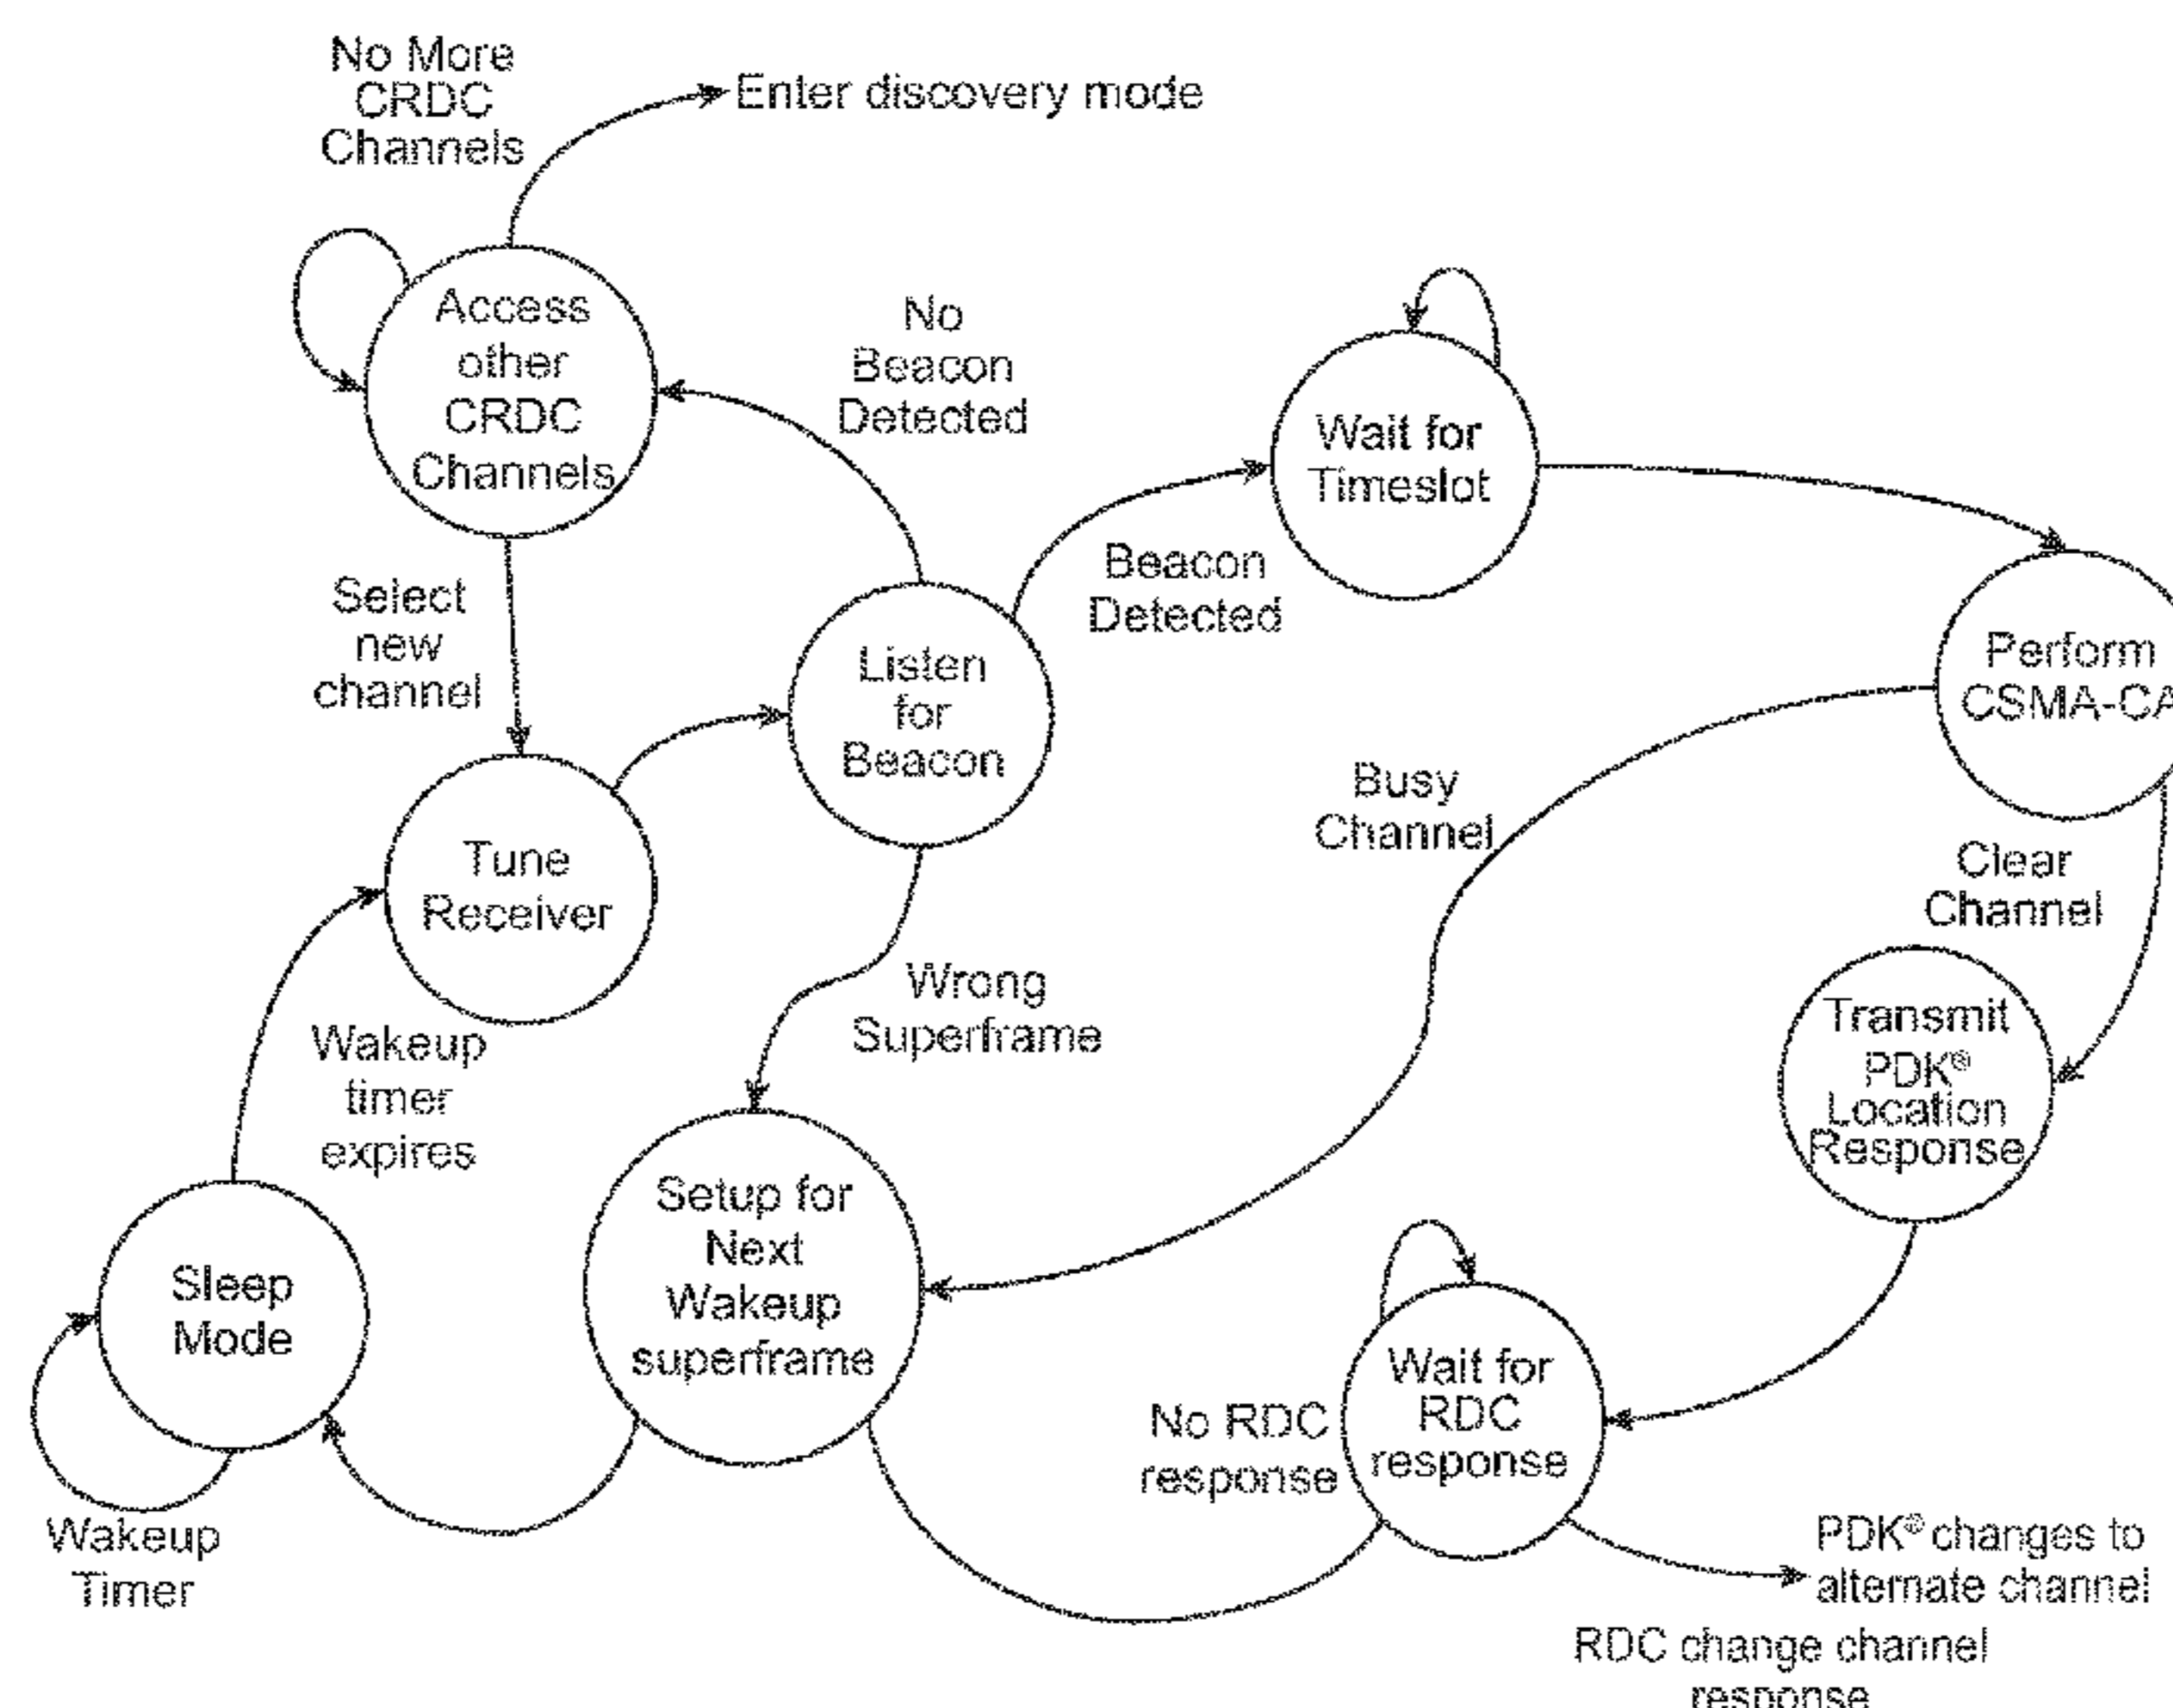 No More
CRDC
Channels
Enter discovery mode
Access
other
CRDC
Channels
No
Beacon
Detected
Wait for
Timeslot
Select
new
channel
Beacon
Detected
Listen
for
Beacon
Perform
CSMA-CA
Busy
Channel
Tune
Receiver
Clear
Channel
Wrong
Superframe
Transmit
PDK®
Location
Response
Wakeup
timer
expires
Setup for
Next
Wakeup
superframe
Sleep
Mode
Wait for
RDC
response
No RDC
response
Wakeup
Timer
PDK® changes to
alternate channel
RDC change channel
response